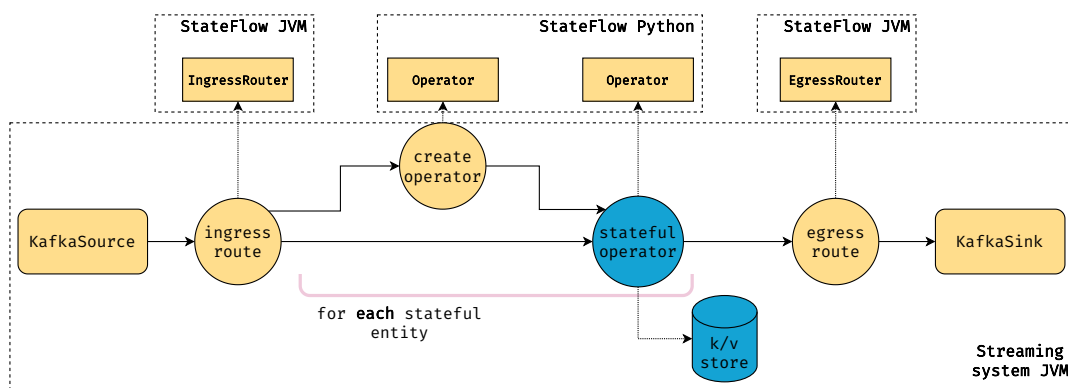 StateFlow JVM
StateFlow Python
StateFlow JVM
IngressRouter
Operator
Operator
EgressRouter
create
operator
KafkaSource
ingress
route
stateful
operator
egress
route
KafkaSink
for each stateful
entity
k/v
store
Streaming
system JVM